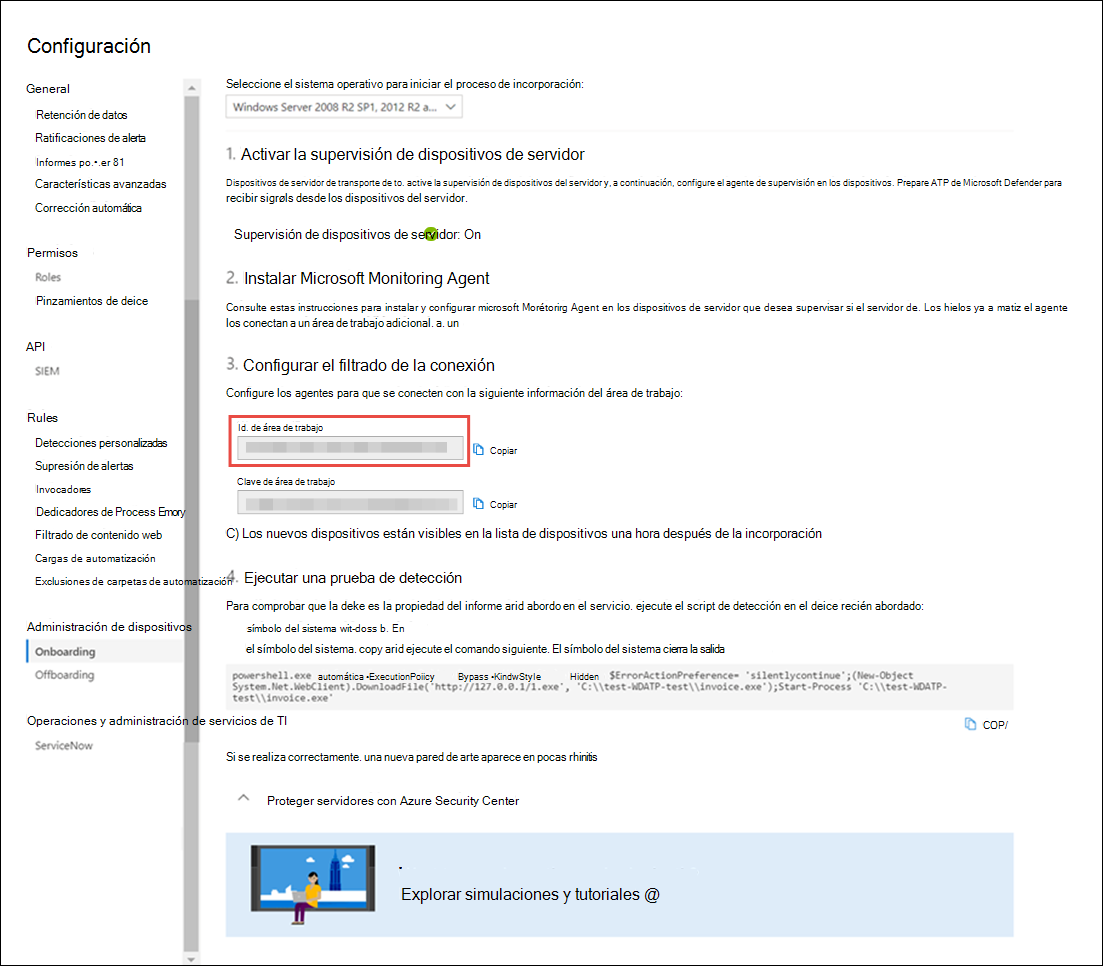 Configuración
General
Retención de datos
Ratificaciones de alerta
Informes po.•.er 81
Características avanzadas
Corrección automática
Permisos
Roles
Pinzamientos de deice
API
SIEM
Rules
Detecciones personalizadas
Supresión de alertas
Invocadores
Dedicadores de Process Emory
Filtrado de contenido web
Cargas de automatización
Exclusiones de carpetas de automatización
Administración de dispositivos
Onboarding
Offboarding
Operaciones y administración de servicios de TI
ServiceNow
Seleccione el sistema operativo para iniciar el proceso de incorporación:
Windows Server 2008 R2 SP1, 2012 R2 a...
1. Activar la supervisión de dispositivos de servidor
Dispositivos de servidor de transporte de to. active la supervisión de dispositivos del servidor y, a continuación, configure el agente de supervisión en los dispositivos. Prepare ATP de Microsoft Defender para
recibir sigrøls desde los dispositivos del servidor.
Supervisión de dispositivos de servidor: On
2. Instalar Microsoft Monitoring Agent
Consulte estas instrucciones para instalar y configurar microsoft Morétoring Agent en los dispositivos de servidor que desea supervisar si el servidor de. Los hielos ya a matiz el agente
los conectan a un área de trabajo adicional. a. un
3. Configurar el filtrado de la conexión
Configure los agentes para que se conecten con la siguiente información del área de trabajo:
Id. de área de trabajo
Copiar
Clave de área de trabajo
Copiar
C) Los nuevos dispositivos están visibles en la lista de dispositivos una hora después de la incorporación
4. Ejecutar una prueba de detección
Para comprobar que la deke es la propiedad del informe arid abordo en el servicio. ejecute el script de detección en el deice recién abordado:
símbolo del sistema wit-doss b. En
el símbolo del sistema. copy arid ejecute el comando siguiente. El símbolo del sistema cierra la salida
powershell.exe automática •ExecutionPoiicy Bypass •KindwStyle Hidden $ErrorActionPreference= 'silentlycontinue';(New-Object
System.Net.WebClient).DownloadFile('http://127.0.0.1/1.exe', 'C:\\test-WDATP-test\\invoice.exe');Start-Process 'C:\\test-WDATP-
test\\invoice.exe'
COP/
Si se realiza correctamente. una nueva pared de arte aparece en pocas rhinitis
Proteger servidores con Azure Security Center
Explorar simulaciones y tutoriales @